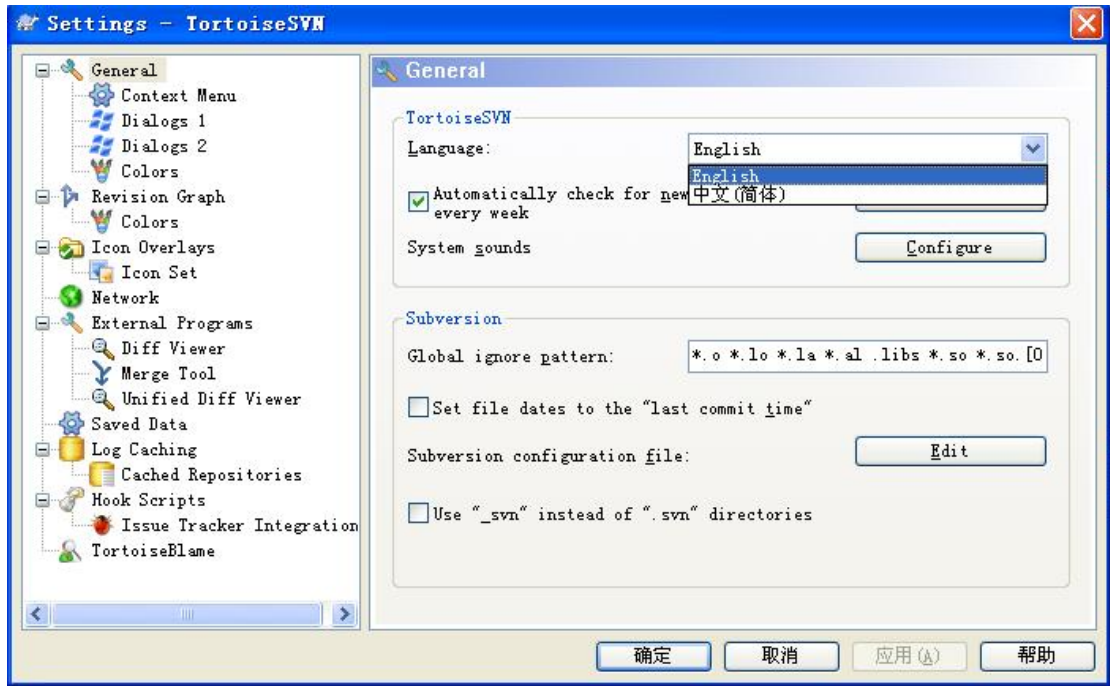 Settings - TortoiseSVN
General
Context Menu
Dialogs 1
Dialogs 2
Colors
Revision Graph
Colors
Icon Overlays
Icon Set
Network
External Programs
Diff Viewer
Merge Tool
Unified Diff Viewer
Saved Data
Log Caching
Cached Repositories
Hook Scripts
Issue Tracker Integration
TortoiseBlame
General
TortoiseSVN
Language:
English
English
中文(简体)
Automatically check for new
every week
System sounds
Configure
Subversion
Global ignore pattern:
*.o *.lo *.la *.al .libs *.so *.so.[0
Set file dates to the "last commit time"
Subversion configuration file:
Edit
Use "_svn" instead of ".svn" directories
确定
取消
应用(A)
帮助